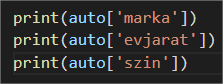 print(auto['marka'])
print(auto['evjarat'])
print(auto['szin'])